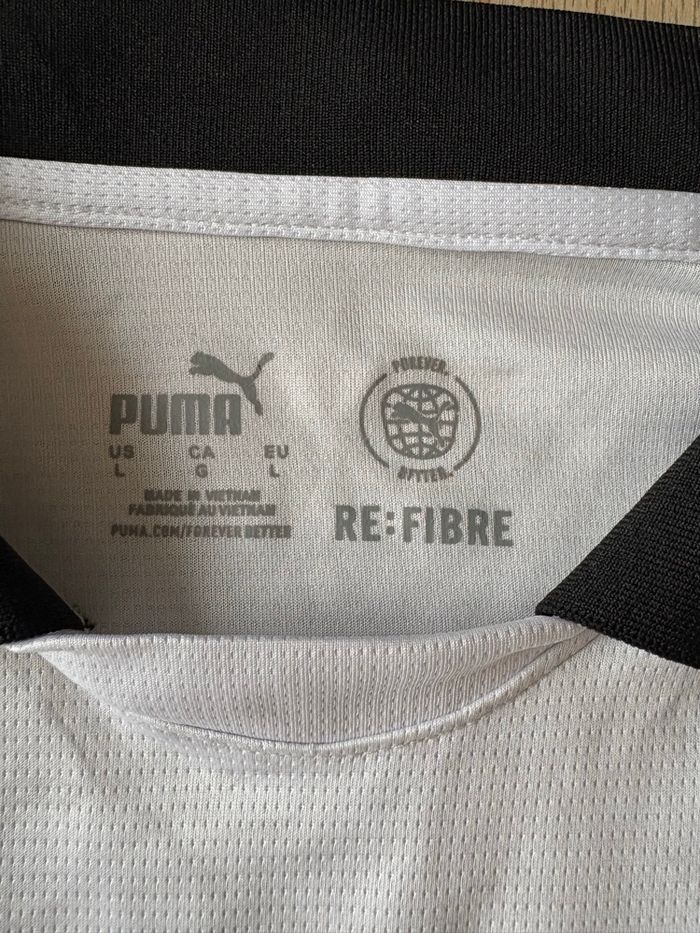 PUMA
US CA EU
L G L
MADE IN VIETNAM
FABRIQUÉ AU VIETNAM
PUMA.COM/FOREVER BETTER
FOREVER.
BETTER.
RE:FIBRE